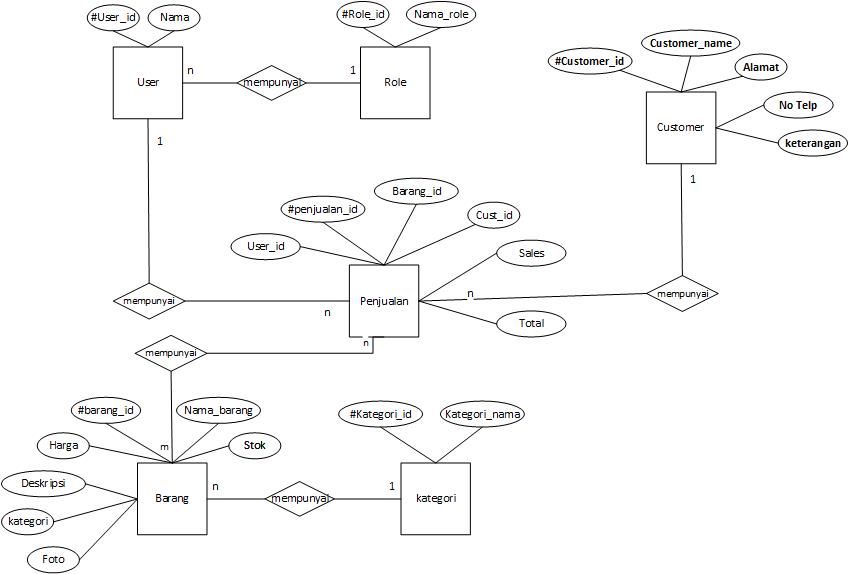 #User_id
Nama
#Role_id
Nama_role
User
n
mempunyai
1
Role
1
Customer_name
#Customer_id
Alamat
No Telp
Customer
keterangan
1
Barang_id
#penjualan_id
Cust_id
User_id
Sales
Penjualan
mempunyai
n
n
mempunyai
Total
mempunyai
n
#barang_id
Nama_barang
Harga
m
Stok
Deskripsi
kategori
Foto
Barang
n
mempunyai
1
#Kategori_id
Kategori_nama
kategori